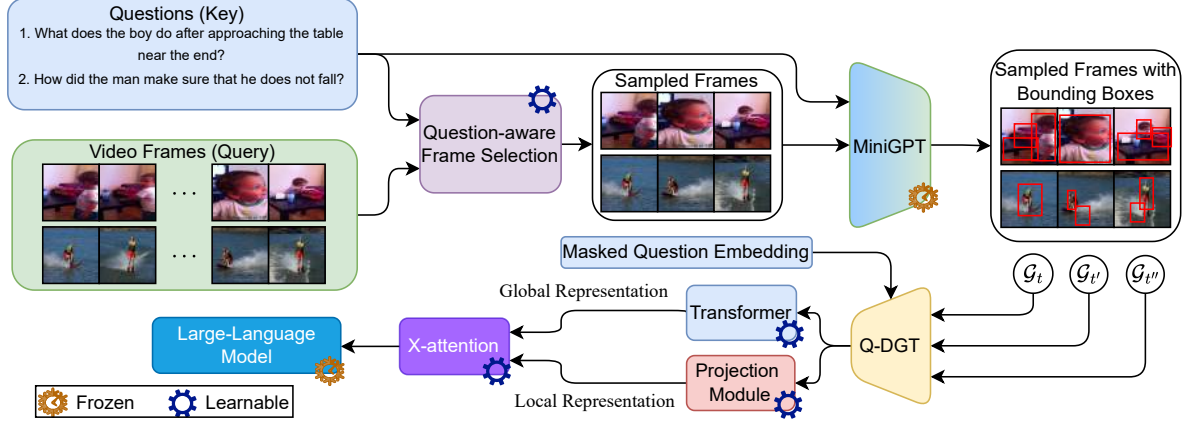 Questions (Key)
1. What does the boy do after approaching the table
near the end?
2. How did the man make sure that he does not fall?
Video Frames (Query)
. . .
. . .
Question-aware
Frame Selection
Sampled Frames
MiniGPT
Sampled Frames with
Bounding Boxes
𝒢t
𝒢t′
𝒢t″
Masked Question Embedding
Q-DGT
Global Representation
Transformer
Projection
Module
Local Representation
X-attention
Large-Language
Model
Frozen
Learnable